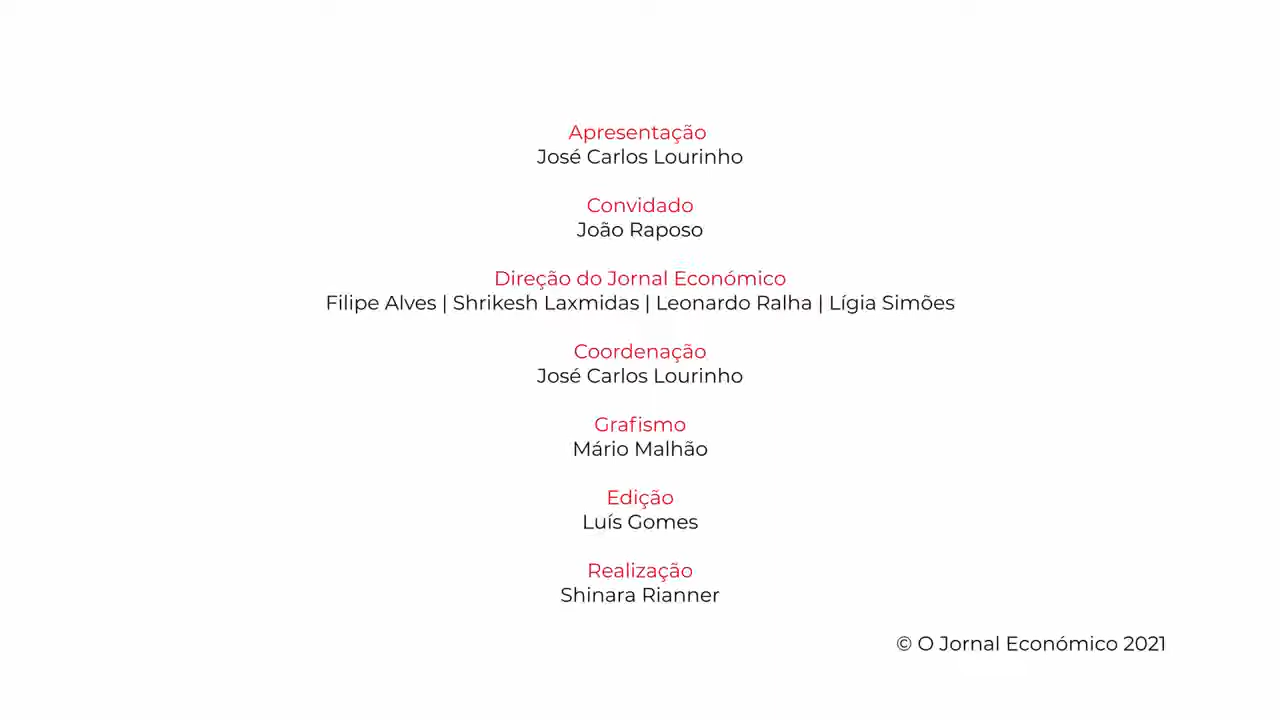 Apresentação
José Carlos Lourinho
Convidado
João Raposo
Direção do Jornal Económico
Filipe Alves | Shrikesh Laxmidas | Leonardo Ralha | Lígia Simões
Coordenação
José Carlos Lourinho
Grafismo
Mário Malhão
Edição
Luís Gomes
Realização
Shinara Rianner
© O Jornal Económico 2021